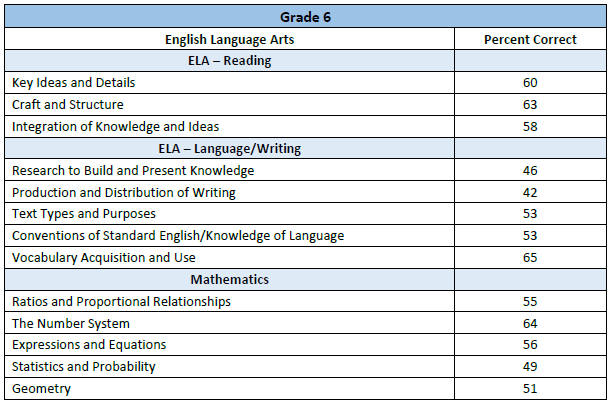 Grade 6
English Language Arts Percent Correct
ELA – Reading
Key Ideas and Details 60
Craft and Structure 63
Integration of Knowledge and Ideas 58
ELA – Language/Writing
Research to Build and Present Knowledge 46
Production and Distribution of Writing 42
Text Types and Purposes 53
Conventions of Standard English/Knowledge of Language 53
Vocabulary Acquisition and Use 65
Mathematics
Ratios and Proportional Relationships 55
The Number System 64
Expressions and Equations 56
Statistics and Probability 49
Geometry 51